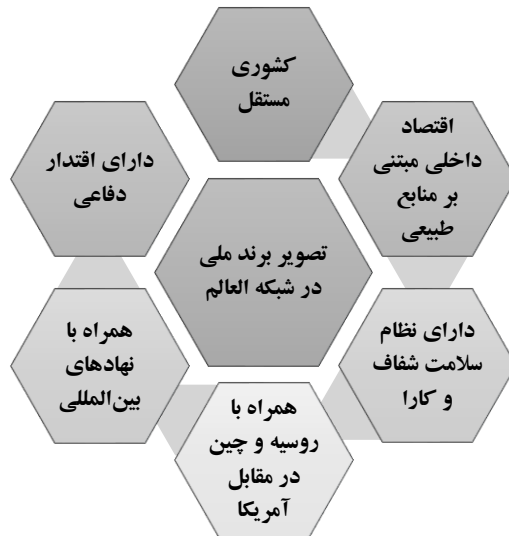 کشوری
مستقل
اقتصاد
داخلی مبتنی
بر منابع
طبیعی
دارای نظام
سلامت شفاف
و کارا
همراه با
روسیه و چین
در مقابل
آمریکا
همراه با
نهادهای
بین‌المللی
دارای اقتدار
دفاعی
تصویر برند ملی
در شبکه العالم